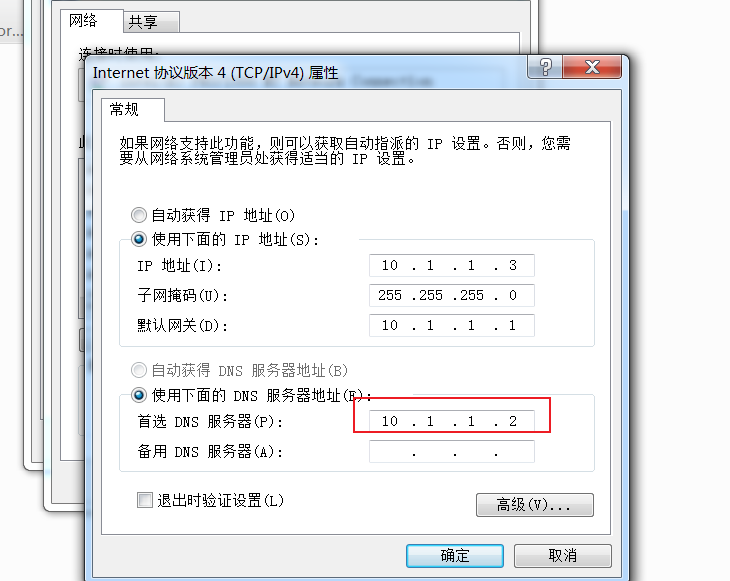 or...
网络
共享
连接时使用:
Internet 协议版本 4 (TCP/IPv4) 属性
常规
如果网络支持此功能，则可以获取自动指派的 IP 设置。否则，您需
要从网络系统管理员处获得适当的 IP 设置。
自动获得 IP 地址(O)
使用下面的 IP 地址(S):
IP 地址(I): 10 . 1 . 1 . 3
子网掩码(U): 255 .255 .255 . 0
默认网关(D): 10 . 1 . 1 . 1
自动获得 DNS 服务器地址(B)
使用下面的 DNS 服务器地址(E):
首选 DNS 服务器(P): 10 . 1 . 1 . 2
备用 DNS 服务器(A): . . .
退出时验证设置(L)
高级(V)...
确定
取消